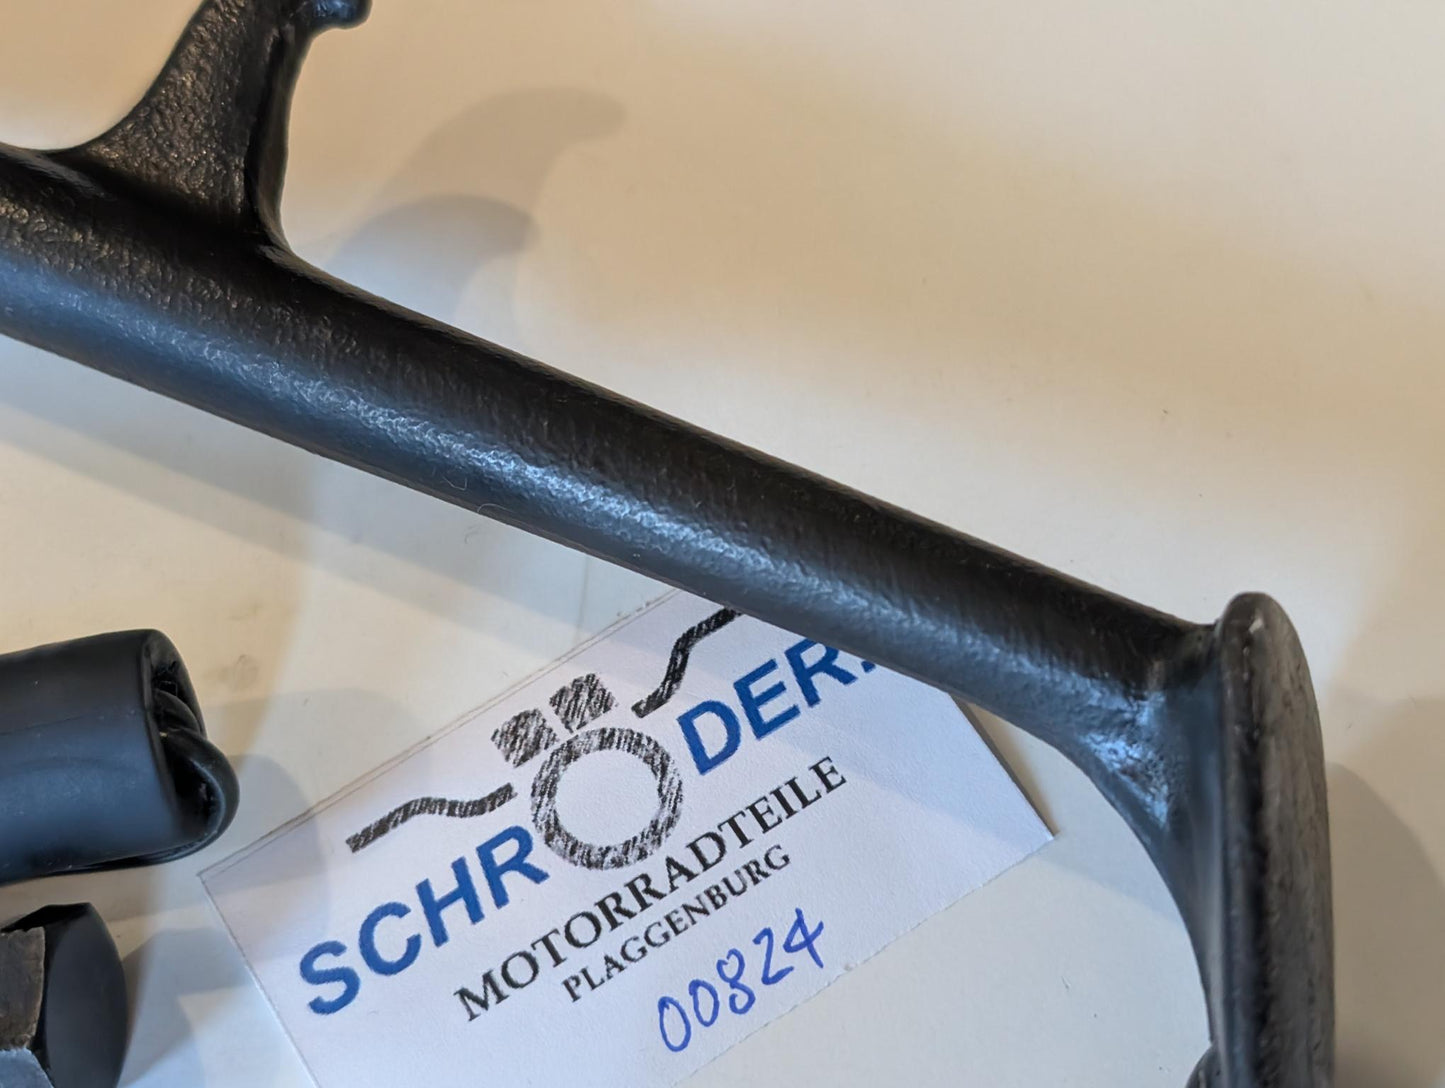 SCHRÖDER
MOTORRADTEILE
PLAGGENBURG
00824